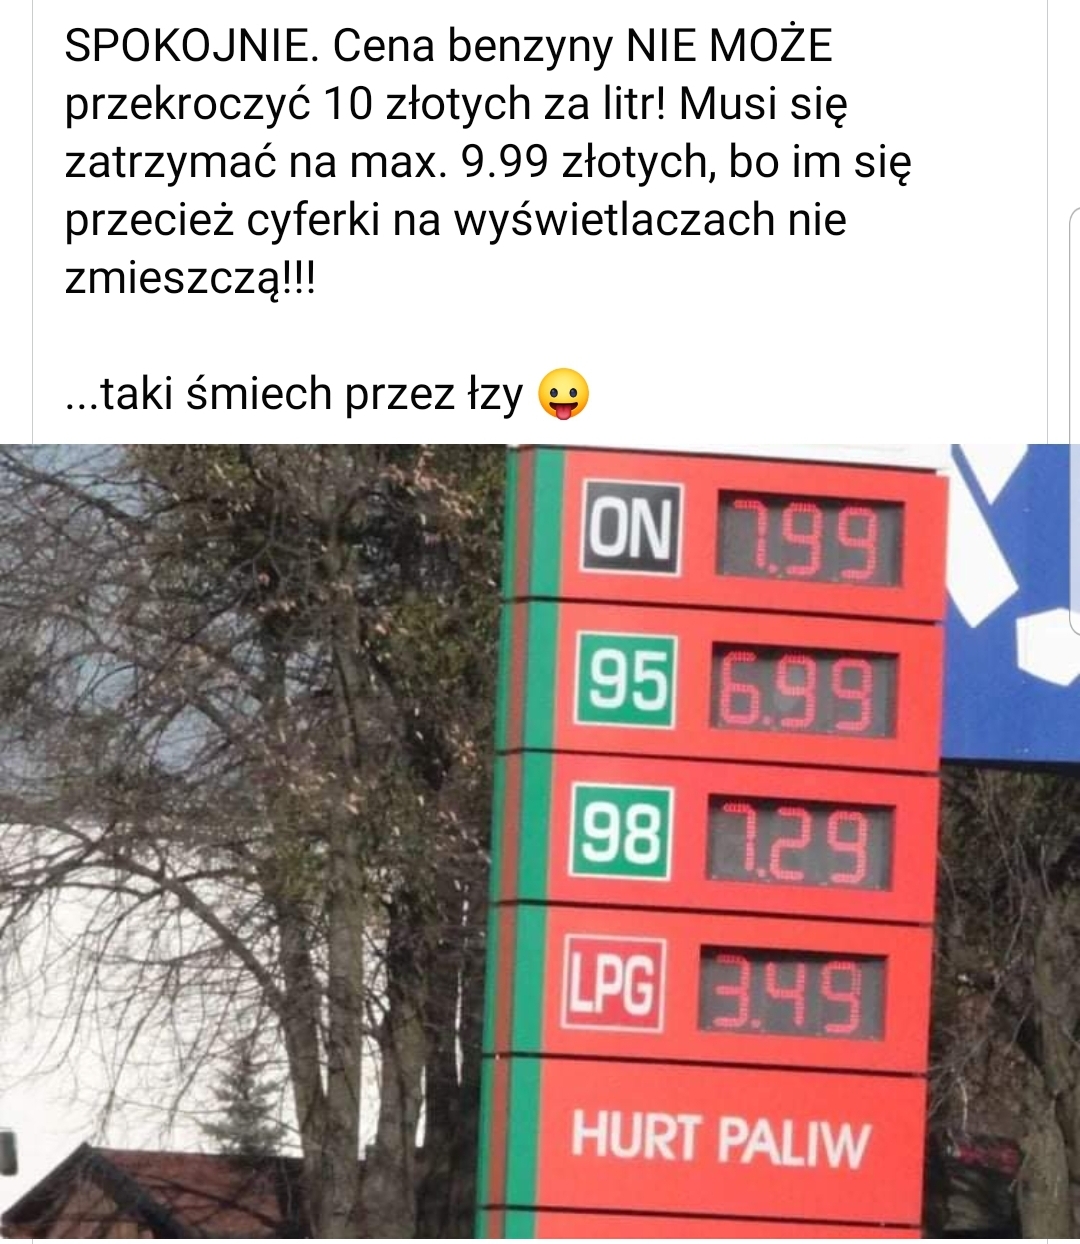 SPOKOJNIE. Cena benzyny NIE MOŻE
przekroczyć 10 złotych za litr! Musi się
zatrzymać na max. 9.99 złotych, bo im się
przecież cyferki na wyświetlaczach nie
zmieszczą!!!
...taki śmiech przez łzy 😛
ON 7.99
95 6.99
98 7.29
LPG 3.49
HURT PALIW